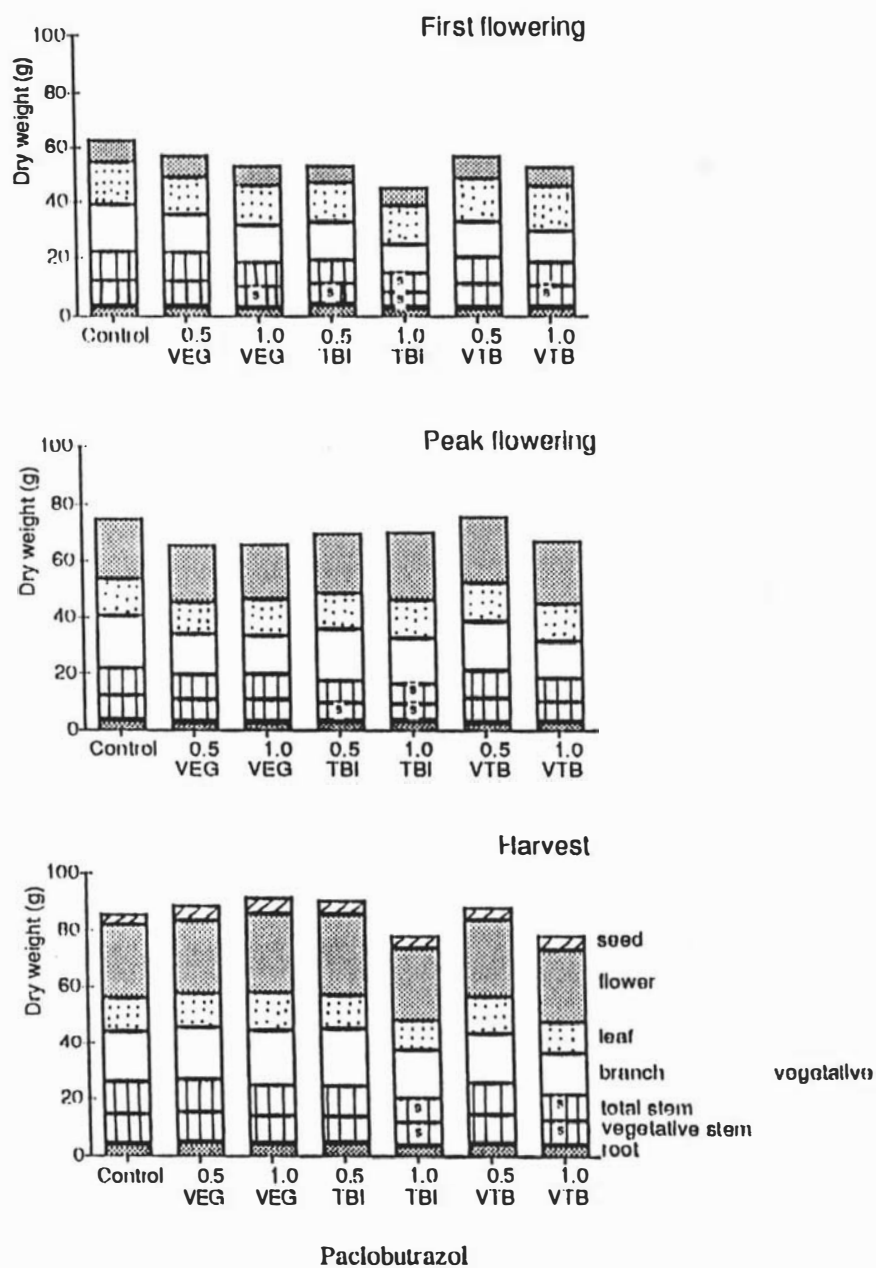 First flowering
Dry weight (g)
100
80
60
40
20
0
s
s
s
s
s
Control
0.5 VEG
1.0 VEG
0.5 TBI
1.0 TBI
0.5 VTB
1.0 VTB
Peak flowering
Dry weight (g)
100
80
60
40
20
0
s
s
s
Control
0.5 VEG
1.0 VEG
0.5 TBI
1.0 TBI
0.5 VTB
1.0 VTB
Harvest
Dry weight (g)
100
80
60
40
20
0
s
s
s
s
seed
flower
leaf
branch
vegetative
total stem
vegetative stem
root
Control
0.5 VEG
1.0 VEG
0.5 TBI
1.0 TBI
0.5 VTB
1.0 VTB
Paclobutrazol